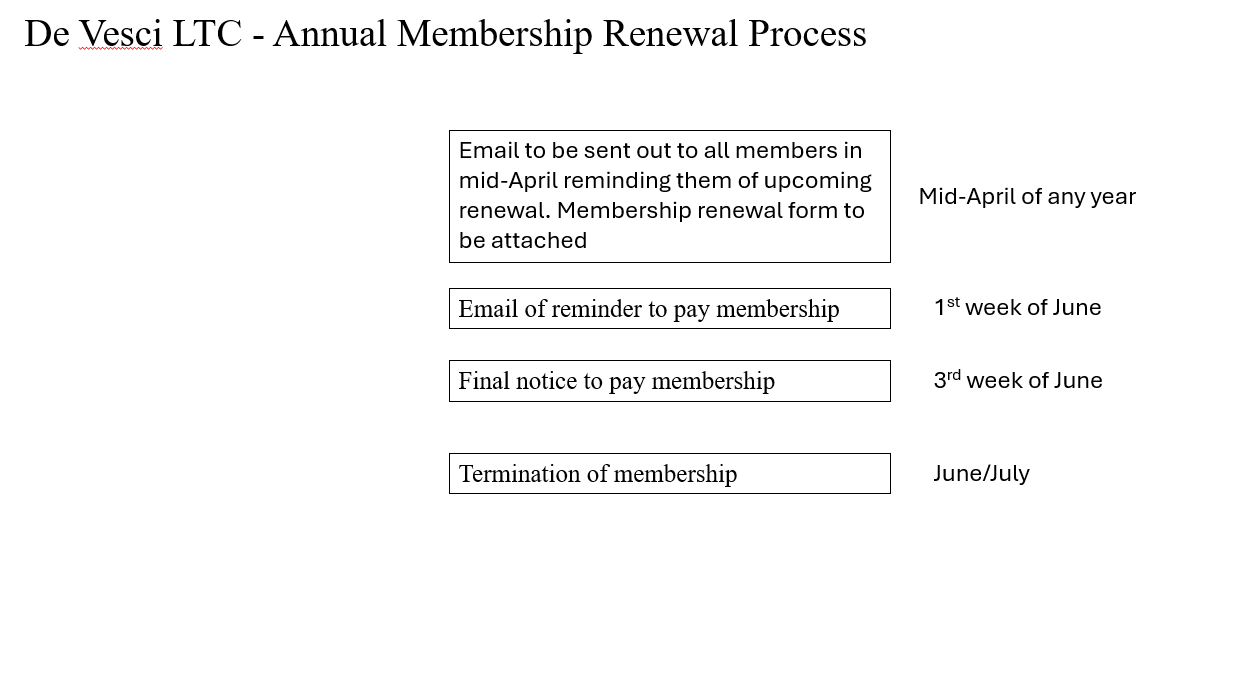 De Vesci LTC - Annual Membership Renewal Process
Email to be sent out to all members in
mid-April reminding them of upcoming
renewal. Membership renewal form to
be attached
Mid-April of any year
Email of reminder to pay membership
1st week of June
Final notice to pay membership
3rd week of June
Termination of membership
June/July